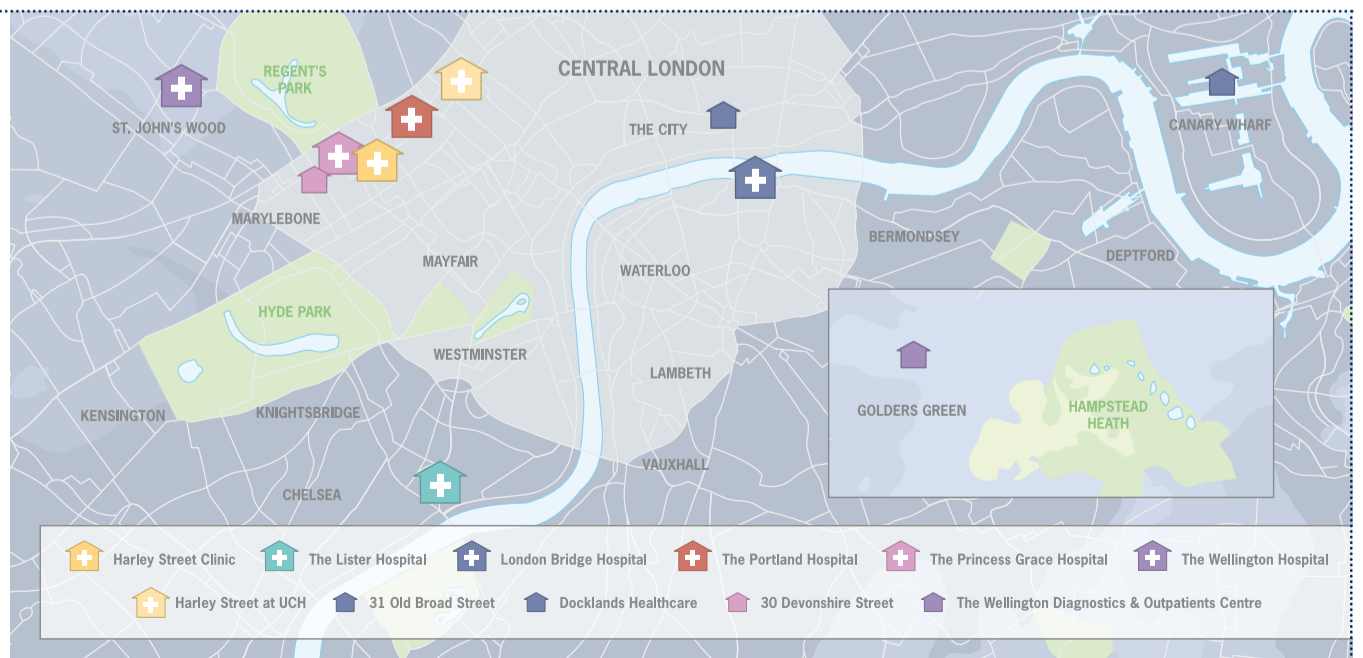 CENTRAL LONDON
REGENT'S
PARK
ST. JOHN'S WOOD
THE CITY
CANARY WHARF
MARYLEBONE
BERMONDSEY
DEPTFORD
MAYFAIR
WATERLOO
HYDE PARK
WESTMINSTER
LAMBETH
KENSINGTON
KNIGHTSBRIDGE
GOLDERS GREEN
HAMPSTEAD
HEATH
VAUXHALL
CHELSEA
Harley Street Clinic
The Lister Hospital
London Bridge Hospital
The Portland Hospital
The Princess Grace Hospital
The Wellington Hospital
Harley Street at UCH
31 Old Broad Street
Docklands Healthcare
30 Devonshire Street
The Wellington Diagnostics & Outpatients Centre